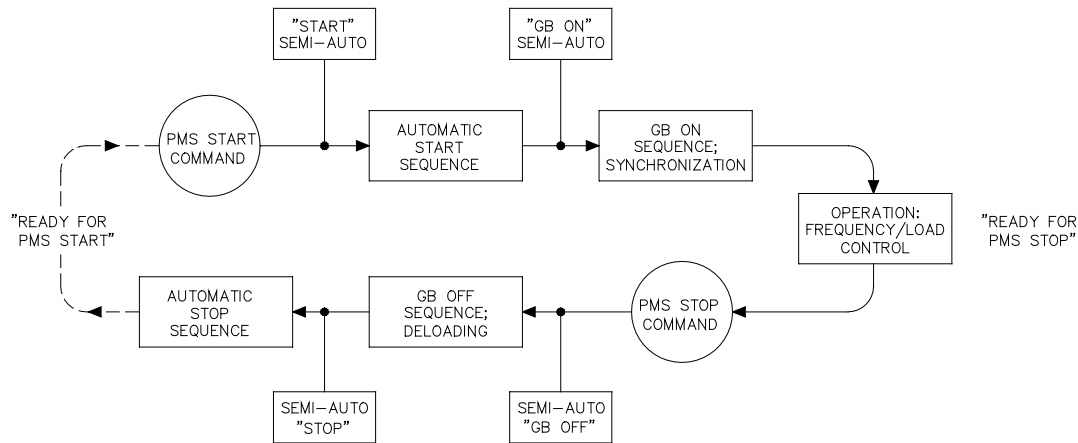 "START"
SEMI-AUTO
"GB ON"
SEMI-AUTO
PMS START
COMMAND
AUTOMATIC
START
SEQUENCE
GB ON
SEQUENCE;
SYNCHRONIZATION
"READY FOR
PMS START"
OPERATION:
FREQUENCY/LOAD
CONTROL
"READY FOR
PMS STOP"
AUTOMATIC
STOP
SEQUENCE
GB OFF
SEQUENCE;
DELOADING
PMS STOP
COMMAND
SEMI-AUTO
"STOP"
SEMI-AUTO
"GB OFF"